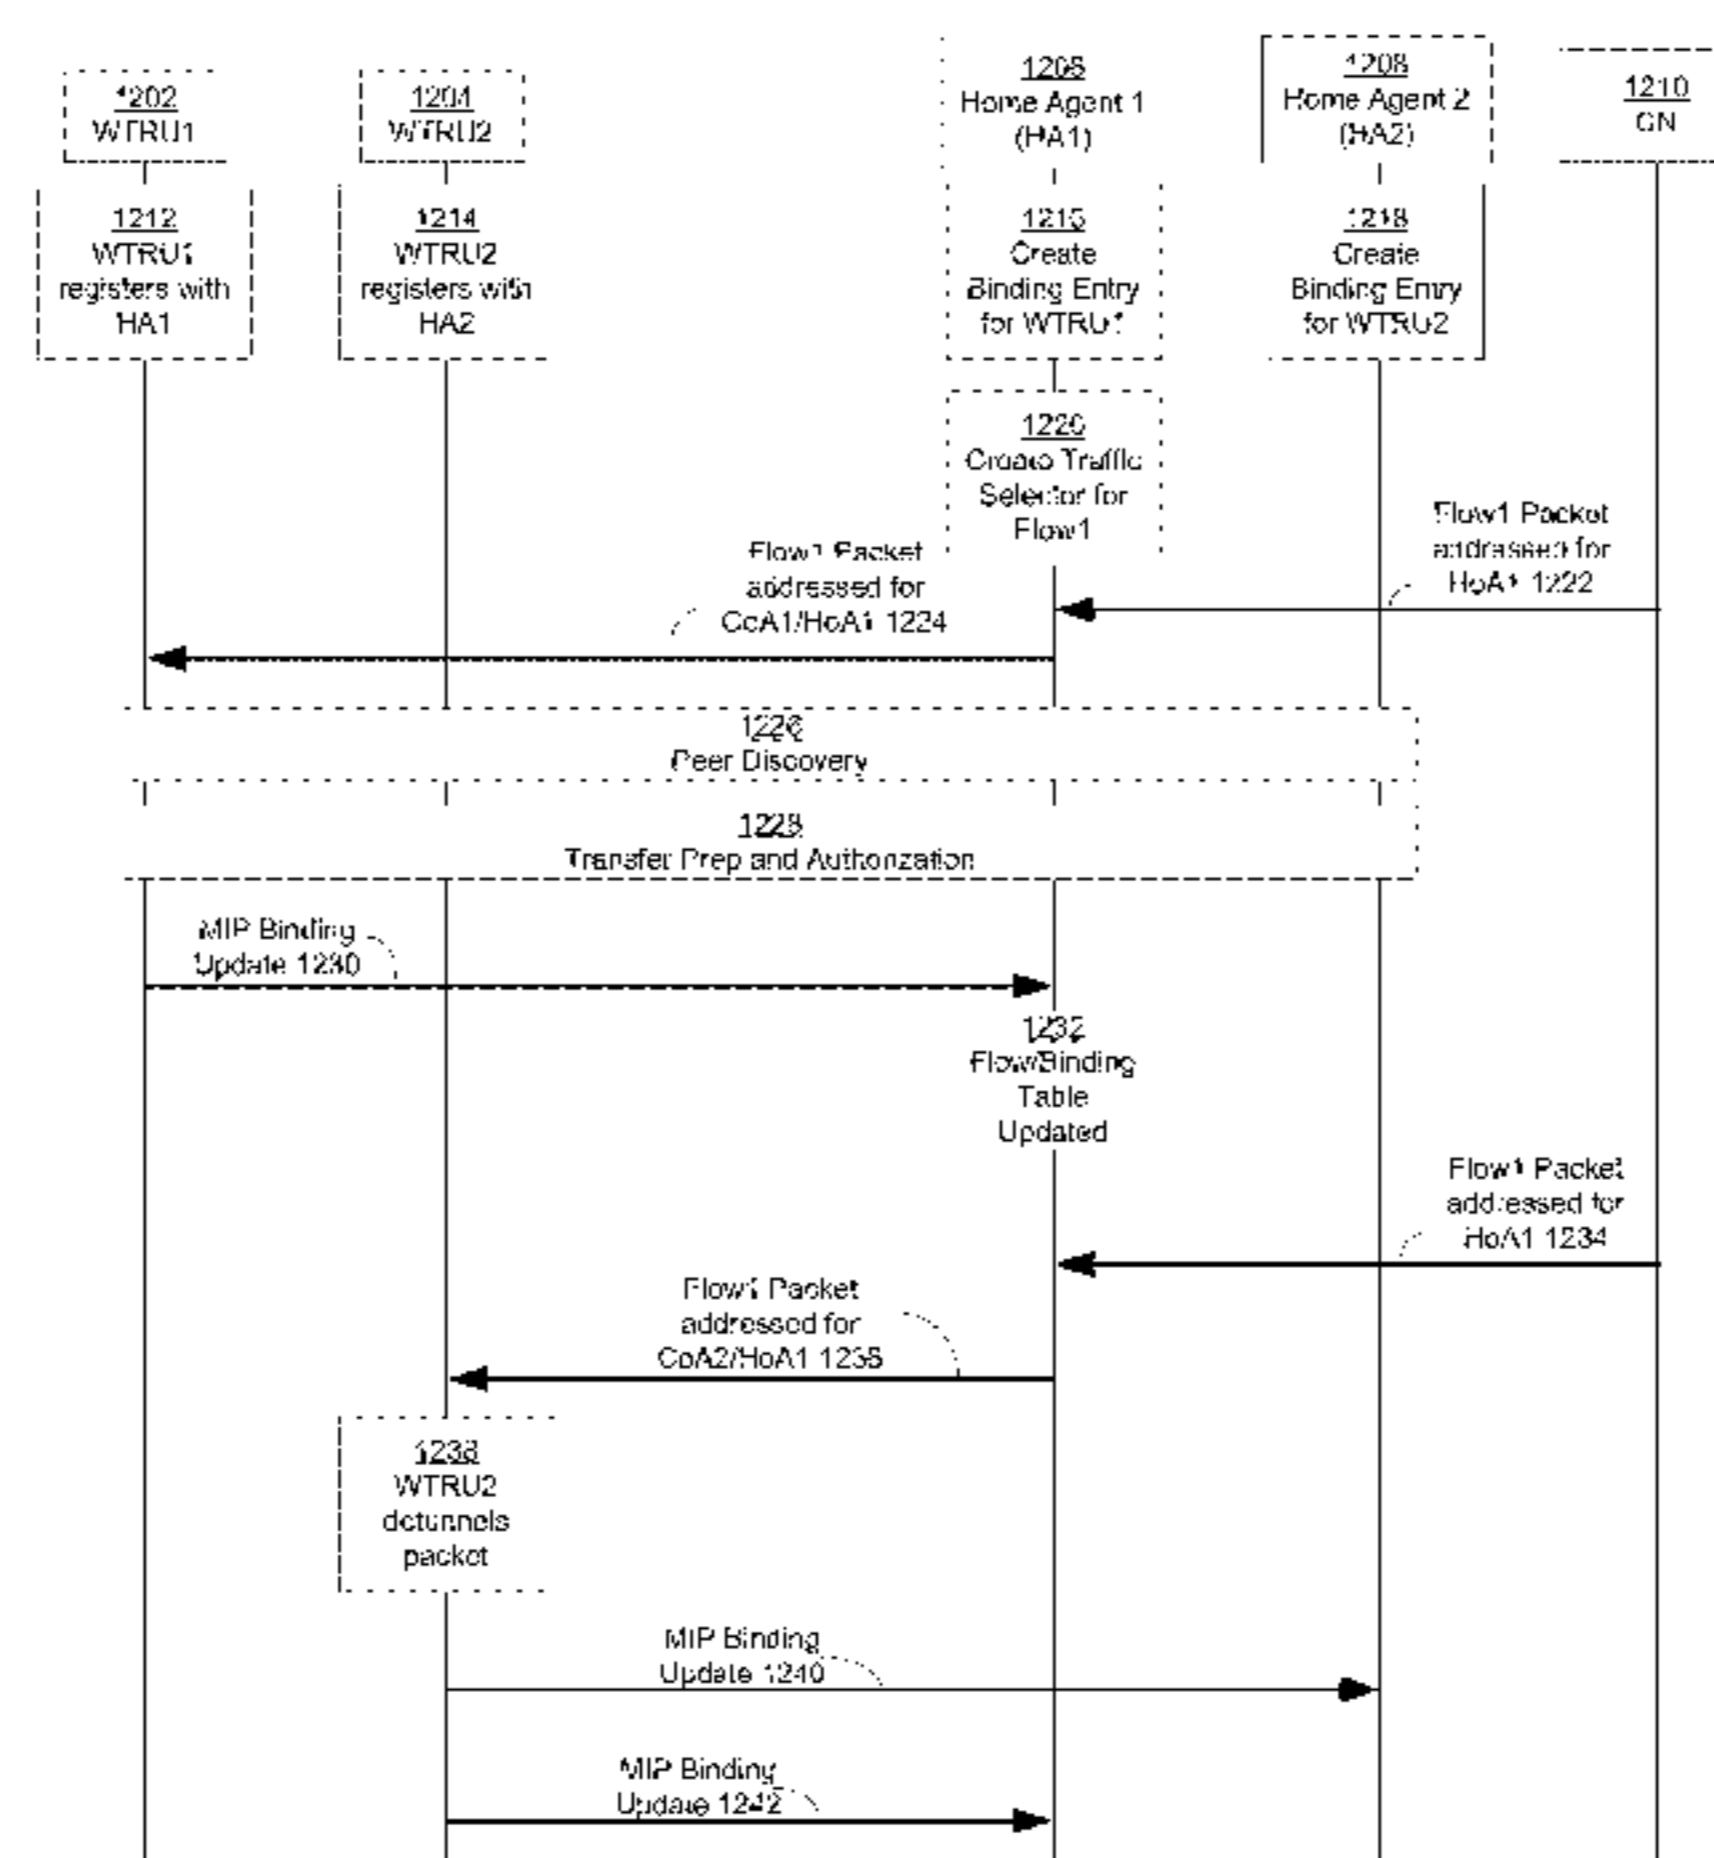 1202
WTRU1
1204
WTRU2
1206
Home Agent 1
(HA1)
1208
Home Agent 2
(HA2)
1210
CN
1212
WTRU1
registers with
HA1
1214
WTRU2
registers with
HA2
1216
Create
Binding Entry
for WTRU1
1218
Create
Binding Entry
for WTRU2
1220
Create Traffic
Selector for
Flow1
Flow1 Packet
addressed for
HoA1 1222
Flow1 Packet
addressed for
CoA1/HoA1 1224
1226
Peer Discovery
1228
Transfer Prep and Authorization
MIP Binding
Update 1230
1232
Flow/Binding
Table
Updated
Flow1 Packet
addressed for
HoA1 1234
Flow1 Packet
addressed for
CoA2/HoA1 1236
1238
WTRU2
detunnels
packet
MIP Binding
Update 1240
MIP Binding
Update 1242